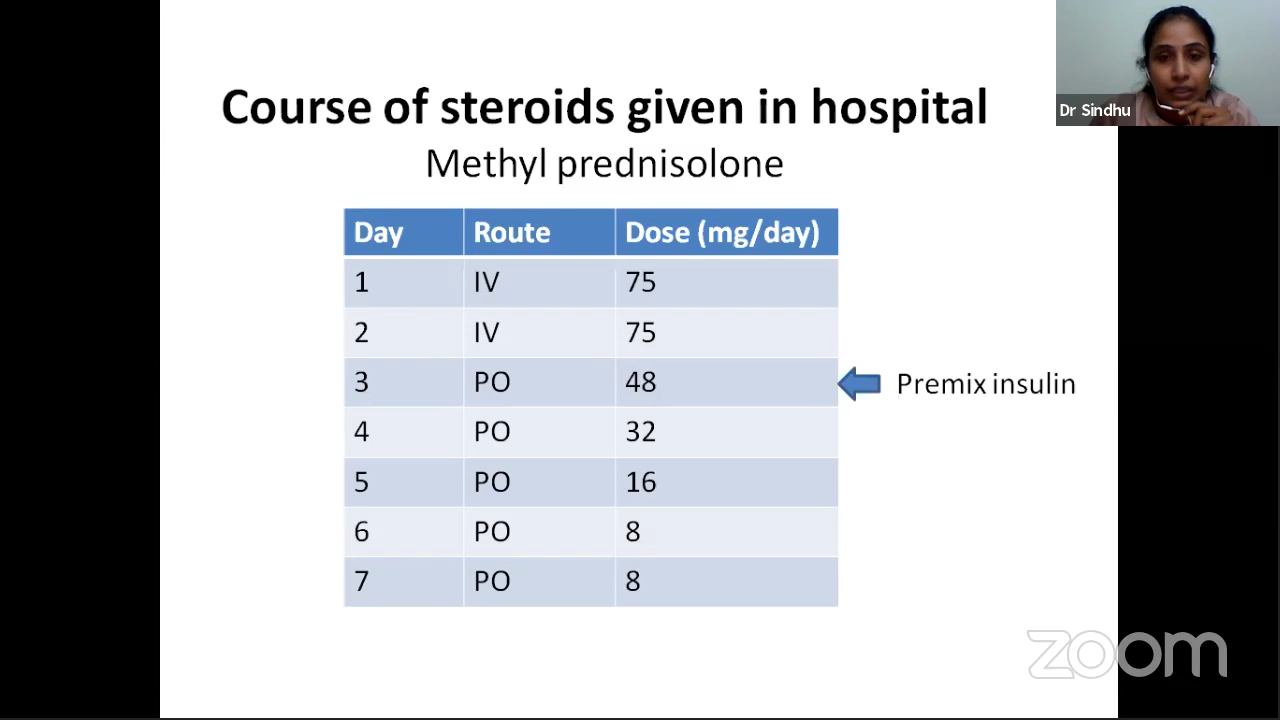 Course of steroids given in hospital
Methyl prednisolone
Day Route Dose (mg/day)
1 IV 75
2 IV 75
3 PO 48
4 PO 32
5 PO 16
6 PO 8
7 PO 8
Premix insulin
Dr Sindhu
zoom